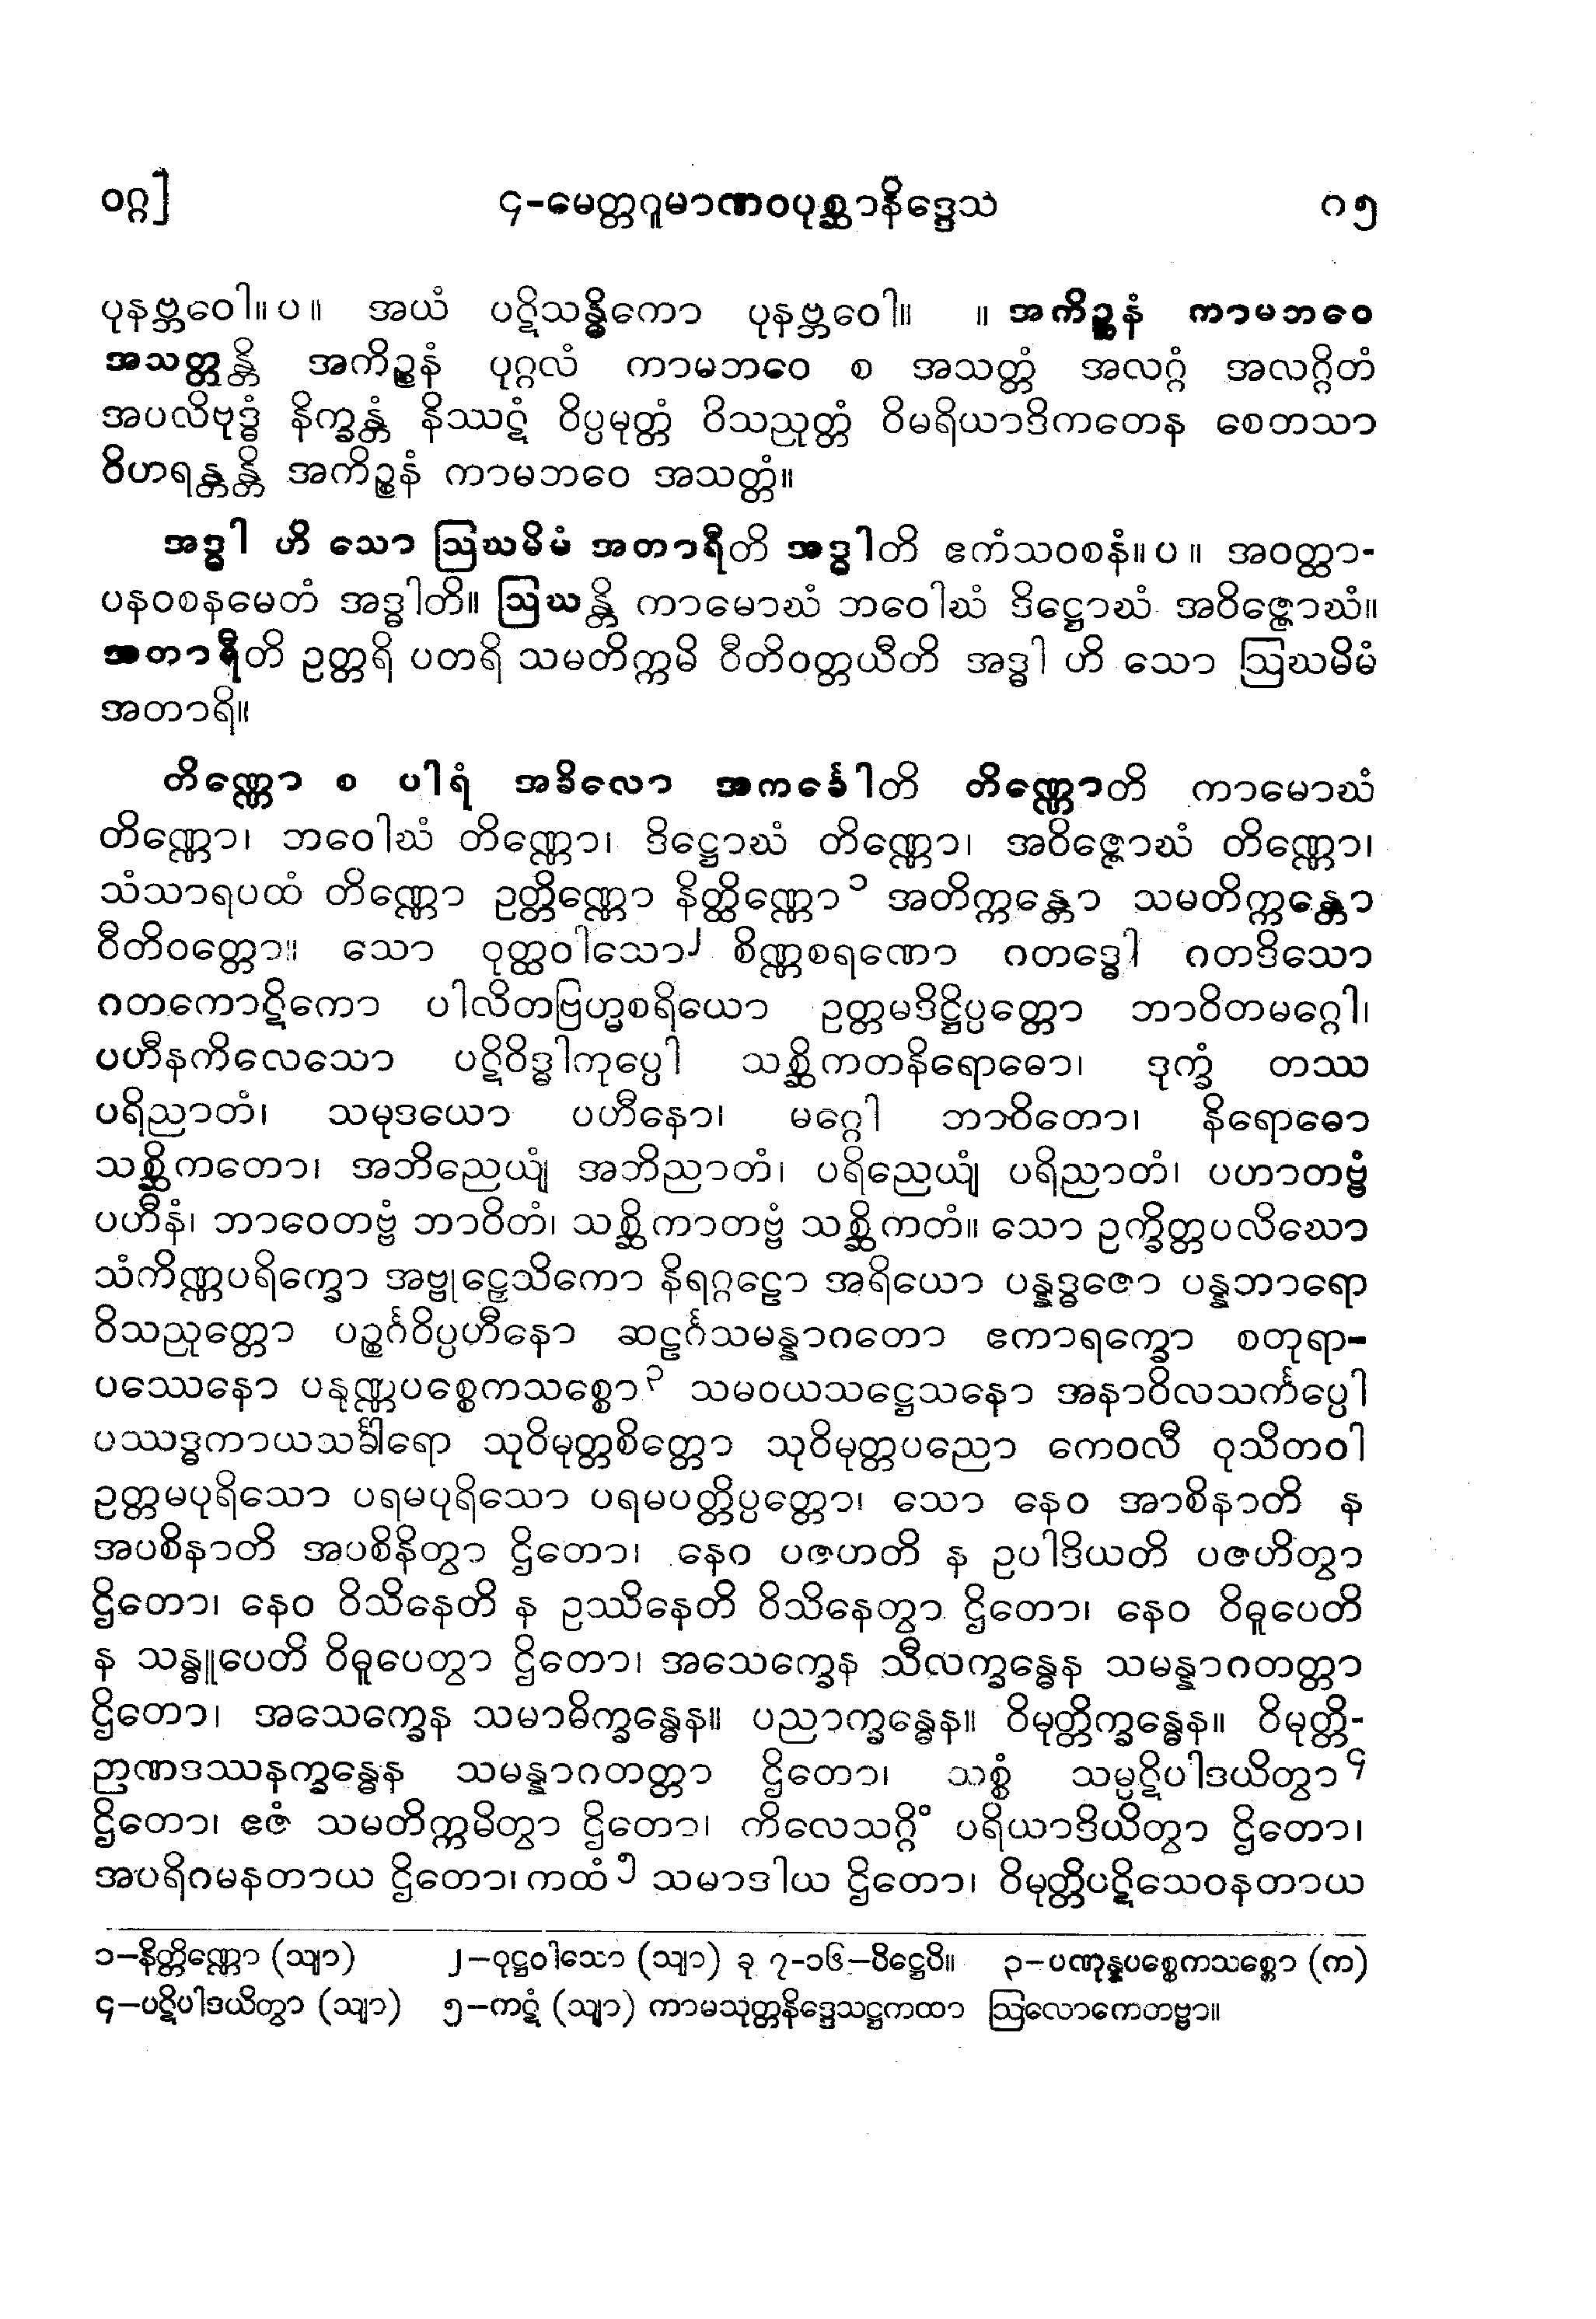 ဝဂ္ဂ]
၄-မေတ္တဂူမာဏဝပုစ္ဆာနိဒ္ဒေသ
၈၅
ပုနဗ္ဘဝေါ။ ပ ။ အယံ ပဋိသန္ဓိကော ပုနဗ္ဘဝေါ။ ။ အကိဉ္စနံ ကာမဘဝေ
အသတ္တန္တိ အကိဉ္စနံ ပုဂ္ဂလံ ကာမဘဝေ စ အသတ္တံ အလဂ္ဂံ အလဂ္ဂိတံ
အပလိဗုဒ္ဓံ နိက္ခန္တံ နိဿဋံ ဝိပ္ပမုတ္တံ ဝိသညုတ္တံ ဝိမရိယာဒိကတေန စေတသာ
ဝိဟရန္တန္တိ အကိဉ္စနံ ကာမဘဝေ အသတ္တံ။
အဒ္ဓါ ဟိ သော ဩဃမိမံ အတာရီတိ အဒ္ဓါတိ ဧကံသဝစနံ။ ပ ။ အဝတ္ထာ-
ပနဝစနမေတံ အဒ္ဓါတိ။ ဩဃန္တိ ကာမောဃံ ဘဝေါဃံ ဒိဋ္ဌောဃံ အဝိဇ္ဇောဃံ။
အတာရီတိ ဥတ္တရိ ပတရိ သမတိက္ကမိ ဝီတိဝတ္တယီတိ အဒ္ဓါ ဟိ သော ဩဃမိမံ
အတာရိ။
တိဏ္ဏော စ ပါရံ အခိလော အကင်္ခေါတိ တိဏ္ဏောတိ ကာမောဃံ
တိဏ္ဏော၊ ဘဝေါဃံ တိဏ္ဏော၊ ဒိဋ္ဌောဃံ တိဏ္ဏော၊ အဝိဇ္ဇောဃံ တိဏ္ဏော၊
သံသာရပထံ တိဏ္ဏော ဥတ္တိဏ္ဏော နိတ္ထိဏ္ဏော၁ အတိက္ကန္တော သမတိက္ကန္တော
ဝီတိဝတ္တော။ သော ဝုတ္ထဝါသော၂ စိဏ္ဏစရဏော ဂတဒ္ဓေါ ဂတဒိသော
ဂတကောဋိကော ပါလိတဗြဟ္မစရိယော ဥတ္တမဒိဋ္ဌိပ္ပတ္တော ဘာဝိတမဂ္ဂေါ၊
ပဟီနကိလေသော ပဋိဝိဒ္ဓါကုပ္ပေါ သစ္ဆိကတနိရောဓော၊ ဒုက္ခံ တဿ
ပရိညာတံ၊ သမုဒယော ပဟီနော၊ မဂ္ဂေါ ဘာဝိတော၊ နိရောဓော
သစ္ဆိကတော၊ အဘိညေယျံ အဘိညာတံ၊ ပရိညေယျံ ပရိညာတံ၊ ပဟာတဗ္ဗံ
ပဟီနံ၊ ဘာဝေတဗ္ဗံ ဘာဝိတံ၊ သစ္ဆိကာတဗ္ဗံ သစ္ဆိကတံ။ သော ဥက္ခိတ္တပလိဃော
သံကိဏ္ဏပရိက္ခော အဗ္ဗုဠှေသိကော နိရဂ္ဂဠော အရိယော ပန္နဒ္ဓဇော ပန္နဘာရော
ဝိသညုတ္တော ပဉ္စင်္ဂဝိပ္ပဟီနော ဆဠင်္ဂသမန္နာဂတော ဧကာရက္ခော စတုရာ-
ပဿေနော ပနုဏ္ဏပစ္စေကသစ္စော၃ သမဝယသဋ္ဌေသနော အနာဝိလသင်္ကပ္ပေါ
ပဿဒ္ဓကာယသင်္ခါရော သုဝိမုတ္တစိတ္တော သုဝိမုတ္တပညော ကေဝလီ ဝုသိတဝါ
ဥတ္တမပုရိသော ပရမပုရိသော ပရမပတ္တိပ္ပတ္တော၊ သော နေဝ အာစိနာတိ န
အပစိနာတိ အပစိနိတွာ ဌိတော၊ နေဝ ပဇဟတိ န ဥပါဒိယတိ ပဇဟိတွာ
ဌိတော၊ နေဝ ဝိသိနေတိ န ဥဿိနေတိ ဝိသိနေတွာ ဌိတော၊ နေဝ ဝိဓူပေတိ
န သန္ဓူပေတိ ဝိဓူပေတွာ ဌိတော၊ အသေက္ခေန သီလက္ခန္ဓေန သမန္နာဂတတ္တာ
ဌိတော၊ အသေက္ခေန သမာဓိက္ခန္ဓေန။ ပညာက္ခန္ဓေန။ ဝိမုတ္တိက္ခန္ဓေန။ ဝိမုတ္တိ-
ဉာဏဒဿနက္ခန္ဓေန သမန္နာဂတတ္တာ ဌိတော၊ သစ္စံ သမ္ပဋိပါဒယိတွာ၄
ဌိတော၊ ဧဇံ သမတိက္ကမိတွာ ဌိတော၊ ကိလေသဂ္ဂိံ ပရိယာဒိယိတွာ ဌိတော၊
အပရိဂမနတာယ ဌိတော၊ ကထံ၅ သမာဒါယ ဌိတော၊ ဝိမုတ္တိပဋိသေဝနတာယ
၁–နိတ္တိဏ္ဏော (သျာ) ၂–ဝုဋ္ဌဝါသော (သျာ) ခု ၇-၁၆–ပိဋ္ဌေပိ။ ၃–ပဏုန္နပစ္စေကသစ္စော (က)
၄–ပဋိပါဒယိတွာ (သျာ) ၅–ကဋံ (သျာ) ကာမသုတ္တနိဒ္ဒေသဋ္ဌကထာ ဩလောကေတဗ္ဗာ။